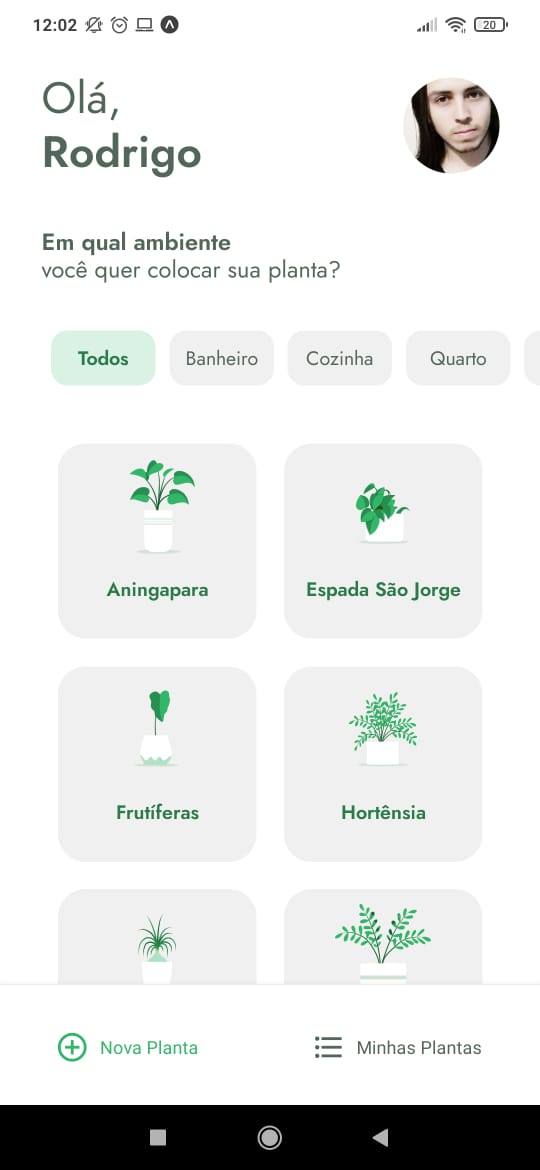 12:02
20
Olá,
Rodrigo
Em qual ambiente
você quer colocar sua planta?
Todos
Banheiro
Cozinha
Quarto
Aningapara
Espada São Jorge
Frutíferas
Hortênsia
Nova Planta
Minhas Plantas